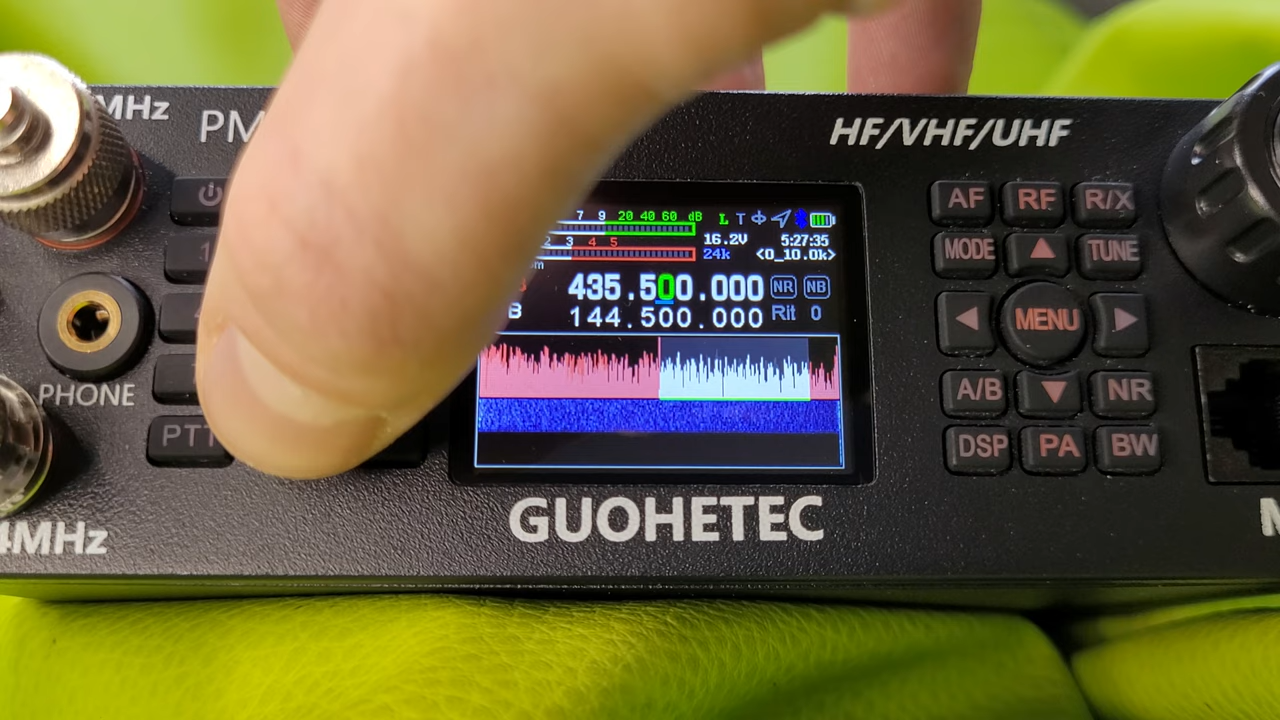 MHz
PM
HF/VHF/UHF
7 9 20 40 60 dB
L T
2 3 4 5
16.2V
5:27:35
24k
<0_10.0k>
m
435.500.000
NR NB
B
144.500.000
Rit 0
PHONE
PTT
AF RF R/X
MODE TUNE
MENU
A/B NR
DSP PA BW
GUOHETEC
4MHz
M